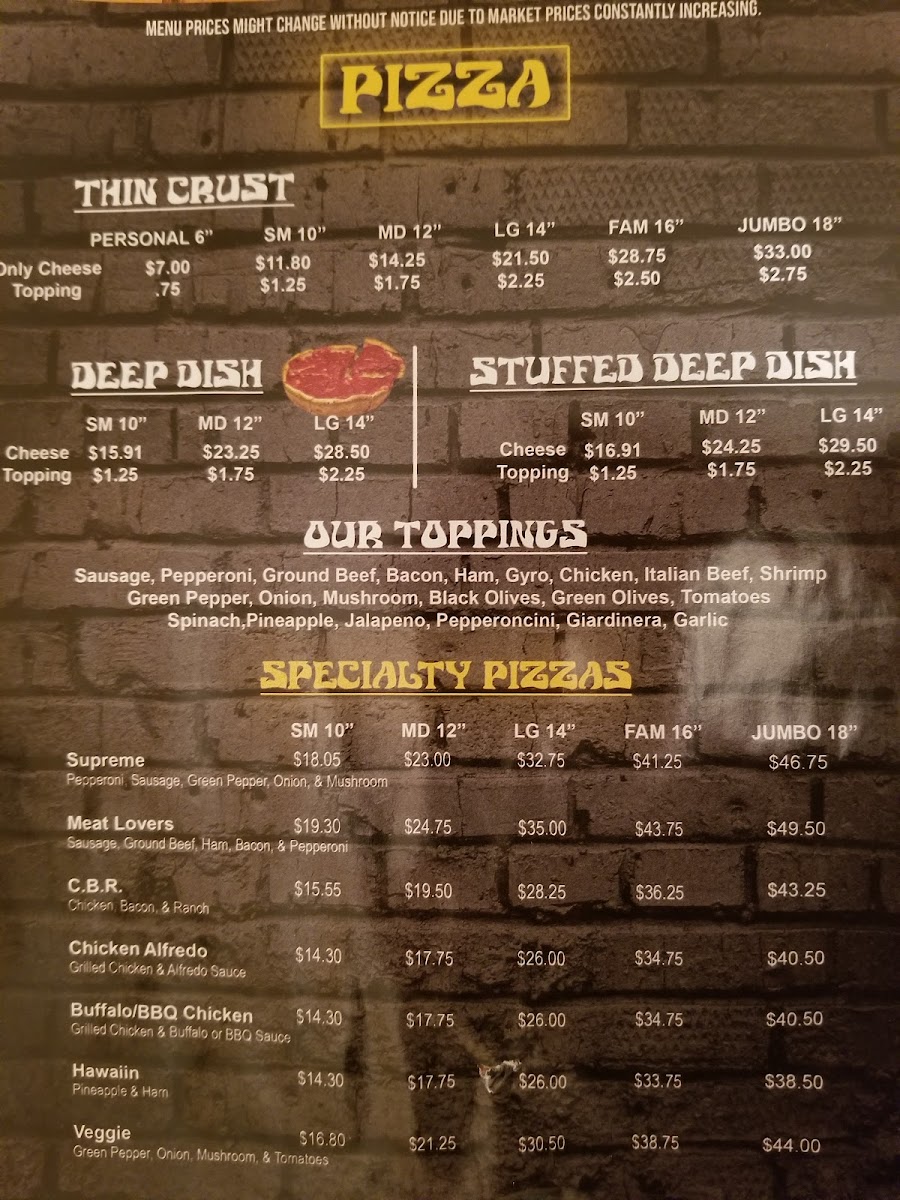 MENU PRICES MIGHT CHANGE WITHOUT NOTICE DUE TO MARKET PRICES CONSTANTLY INCREASING.
PIZZA
THIN CRUST
PERSONAL 6" SM 10" MD 12" LG 14" FAM 16" JUMBO 18"
Only Cheese $7.00 $11.80 $14.25 $21.50 $28.75 $33.00
Topping .75 $1.25 $1.75 $2.25 $2.50 $2.75
DEEP DISH
SM 10" MD 12" LG 14"
Cheese $15.91 $23.25 $28.50
Topping $1.25 $1.75 $2.25
STUFFED DEEP DISH
SM 10" MD 12" LG 14"
Cheese $16.91 $24.25 $29.50
Topping $1.25 $1.75 $2.25
OUR TOPPINGS
Sausage, Pepperoni, Ground Beef, Bacon, Ham, Gyro, Chicken, Italian Beef, Shrimp
Green Pepper, Onion, Mushroom, Black Olives, Green Olives, Tomatoes
Spinach,Pineapple, Jalapeno, Pepperoncini, Giardinera, Garlic
SPECIALTY PIZZAS
SM 10" MD 12" LG 14" FAM 16" JUMBO 18"
Supreme $18.05 $23.00 $32.75 $41.25 $46.75
Pepperoni, Sausage, Green Pepper, Onion, & Mushroom
Meat Lovers $19.30 $24.75 $35.00 $43.75 $49.50
Sausage, Ground Beef, Ham, Bacon, & Pepperoni
C.B.R. $15.55 $19.50 $28.25 $36.25 $43.25
Chicken, Bacon, & Ranch
Chicken Alfredo $14.30 $17.75 $26.00 $34.75 $40.50
Grilled Chicken & Alfredo Sauce
Buffalo/BBQ Chicken $14.30 $17.75 $26.00 $34.75 $40.50
Grilled Chicken & Buffalo or BBQ Sauce
Hawaiin $14.30 $17.75 $26.00 $33.75 $38.50
Pineapple & Ham
Veggie $16.80 $21.25 $30.50 $38.75 $44.00
Green Pepper, Onion, Mushroom, & Tomatoes